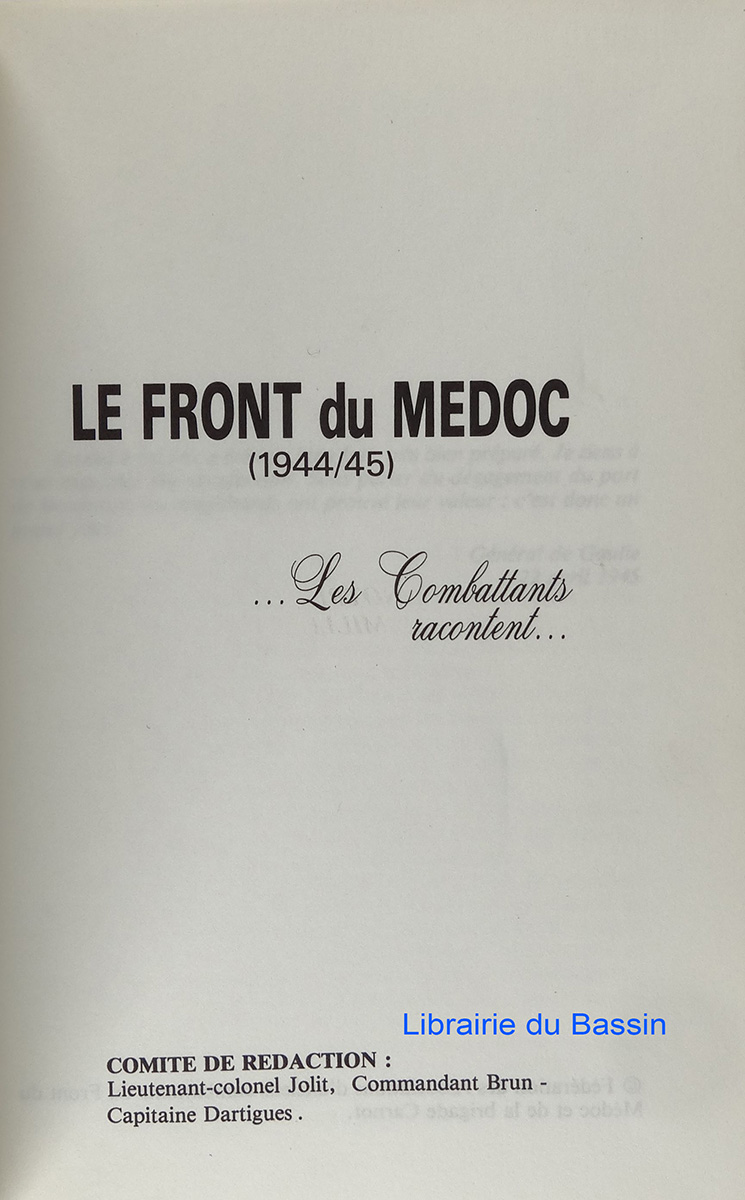 LE FRONT du MEDOC
(1944/45)
...Les Combattants
racontent...
Librairie du Bassin
COMITE DE REDACTION :
Lieutenant-colonel Jolit, Commandant Brun -
Capitaine Dartigues.